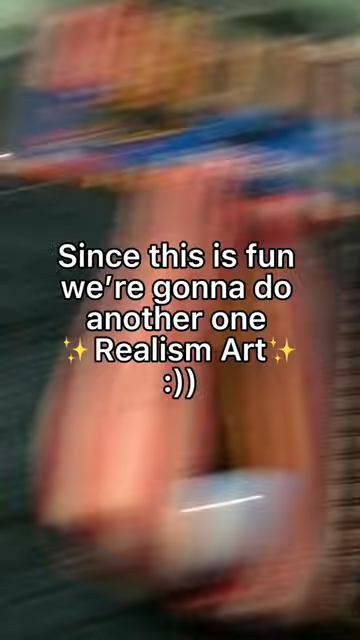 Since this is fun
we're gonna do
another one
✨Realism Art✨
:))